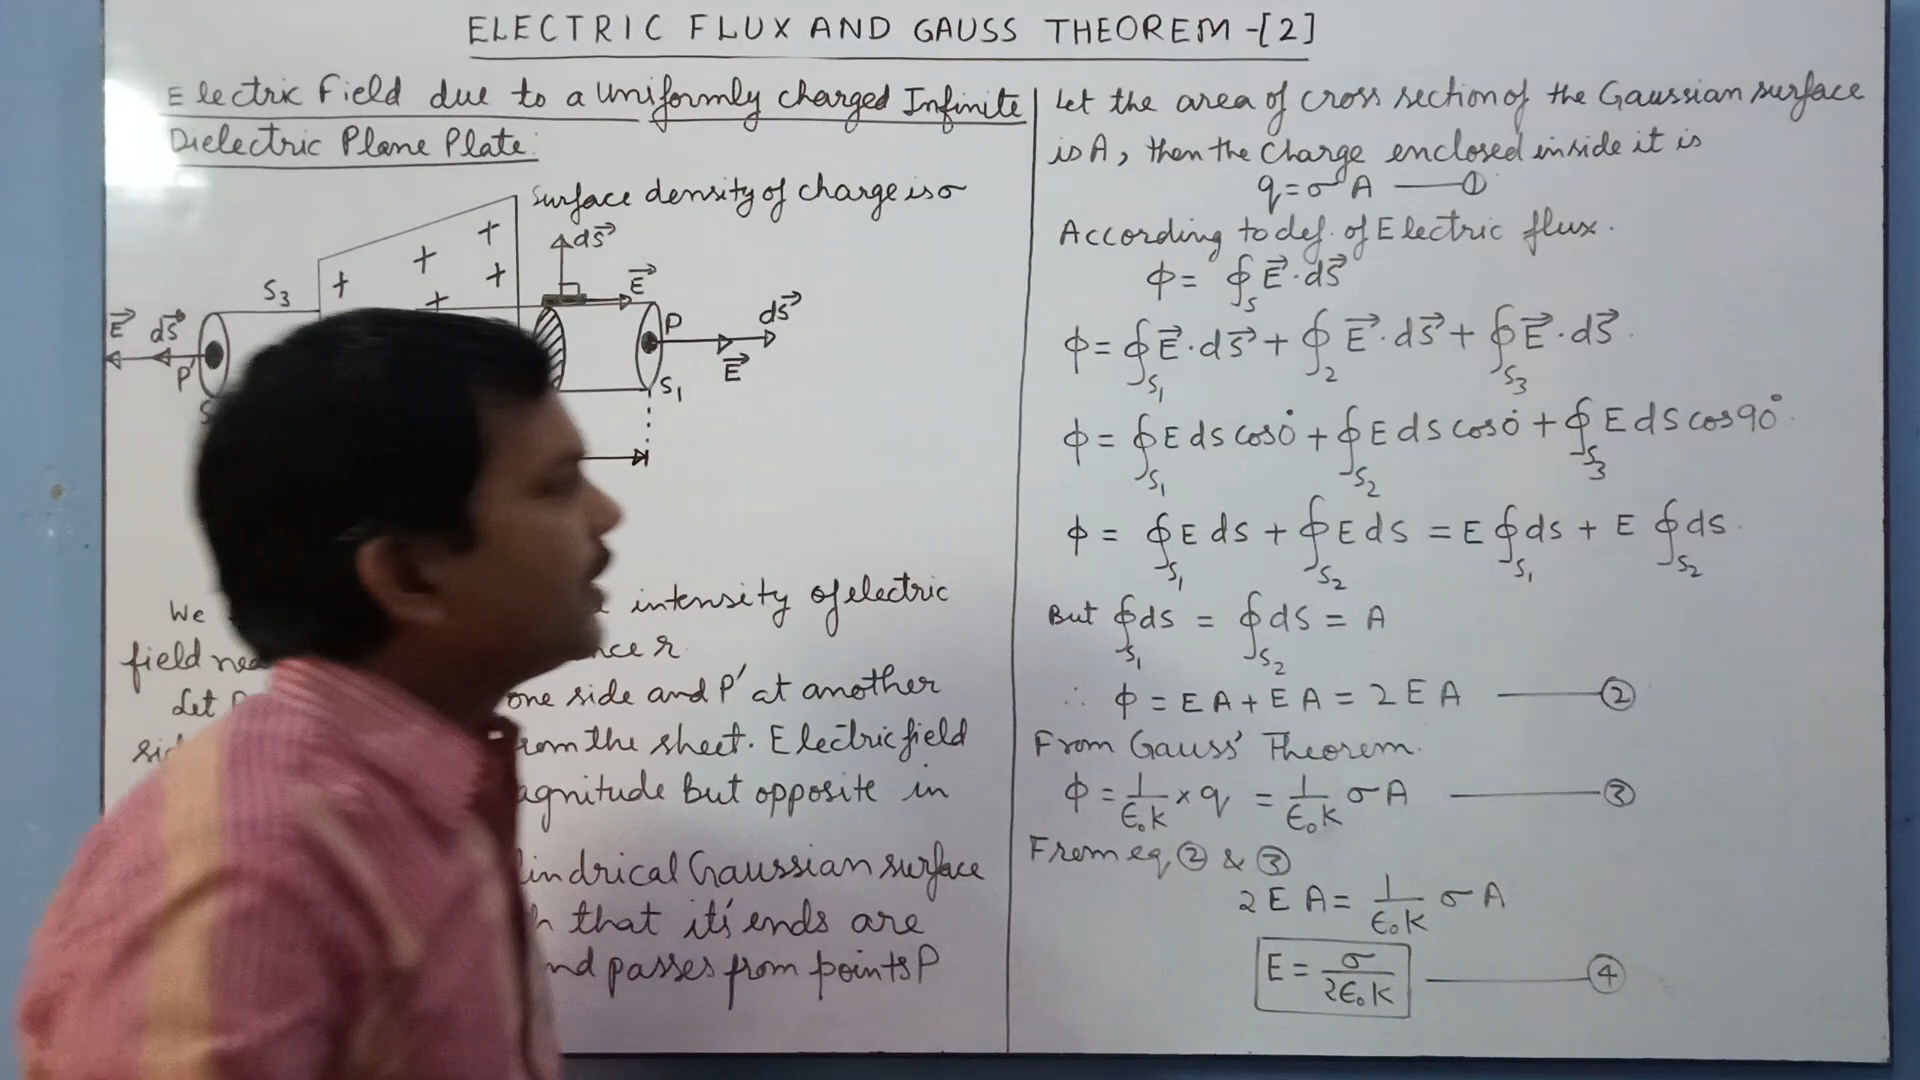 ELECTRIC FLUX AND GAUSS THEOREM -[2]
Electric Field due to a Uniformly charged Infinite
Dielectric Plane Plate:
Surface density of charge is σ
+ + + + +
dS⃗
S3
E⃗
E⃗ dS⃗
P
dS⃗
P'
E⃗
S1
We intensity of electric
field r
Let one side and P' at another
the sheet. Electric field
but opposite in
Gaussian surface
that it's ends are
passes from points P
Let the area of cross section of the Gaussian surface
is A, then the charge enclosed inside it is
q = σ A —— ①
According to def. of Electric flux.
ϕ = ∮S E⃗·dS⃗
ϕ = ∮S1 E⃗·dS⃗ + ∮2 E⃗·dS⃗ + ∮S3 E⃗·dS⃗
ϕ = ∮S1 E ds cos0° + ∮S2 E ds cos0° + ∮S3 E ds cos90°
ϕ = ∮S1 E ds + ∮S2 E ds = E ∮S1 ds + E ∮S2 ds.
But ∮S1 ds = ∮S2 ds = A
∴ ϕ = EA + EA = 2EA —— ②
From Gauss' Theorem.
ϕ = 1/ϵ₀k × q = 1/ϵ₀k σA —— ③
From eq ② & ③
2EA = 1/ϵ₀k σA
E = σ/2ϵ₀k —— ④